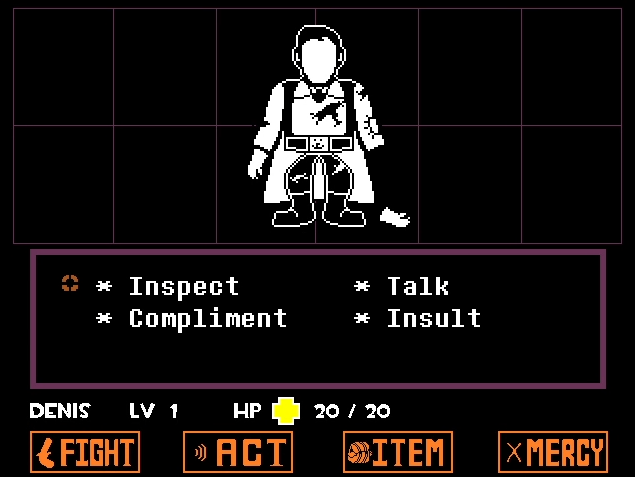 * Inspect * Talk
* Compliment * Insult
DENIS LV 1 HP 20 / 20
FIGHT ACT ITEM MERCY